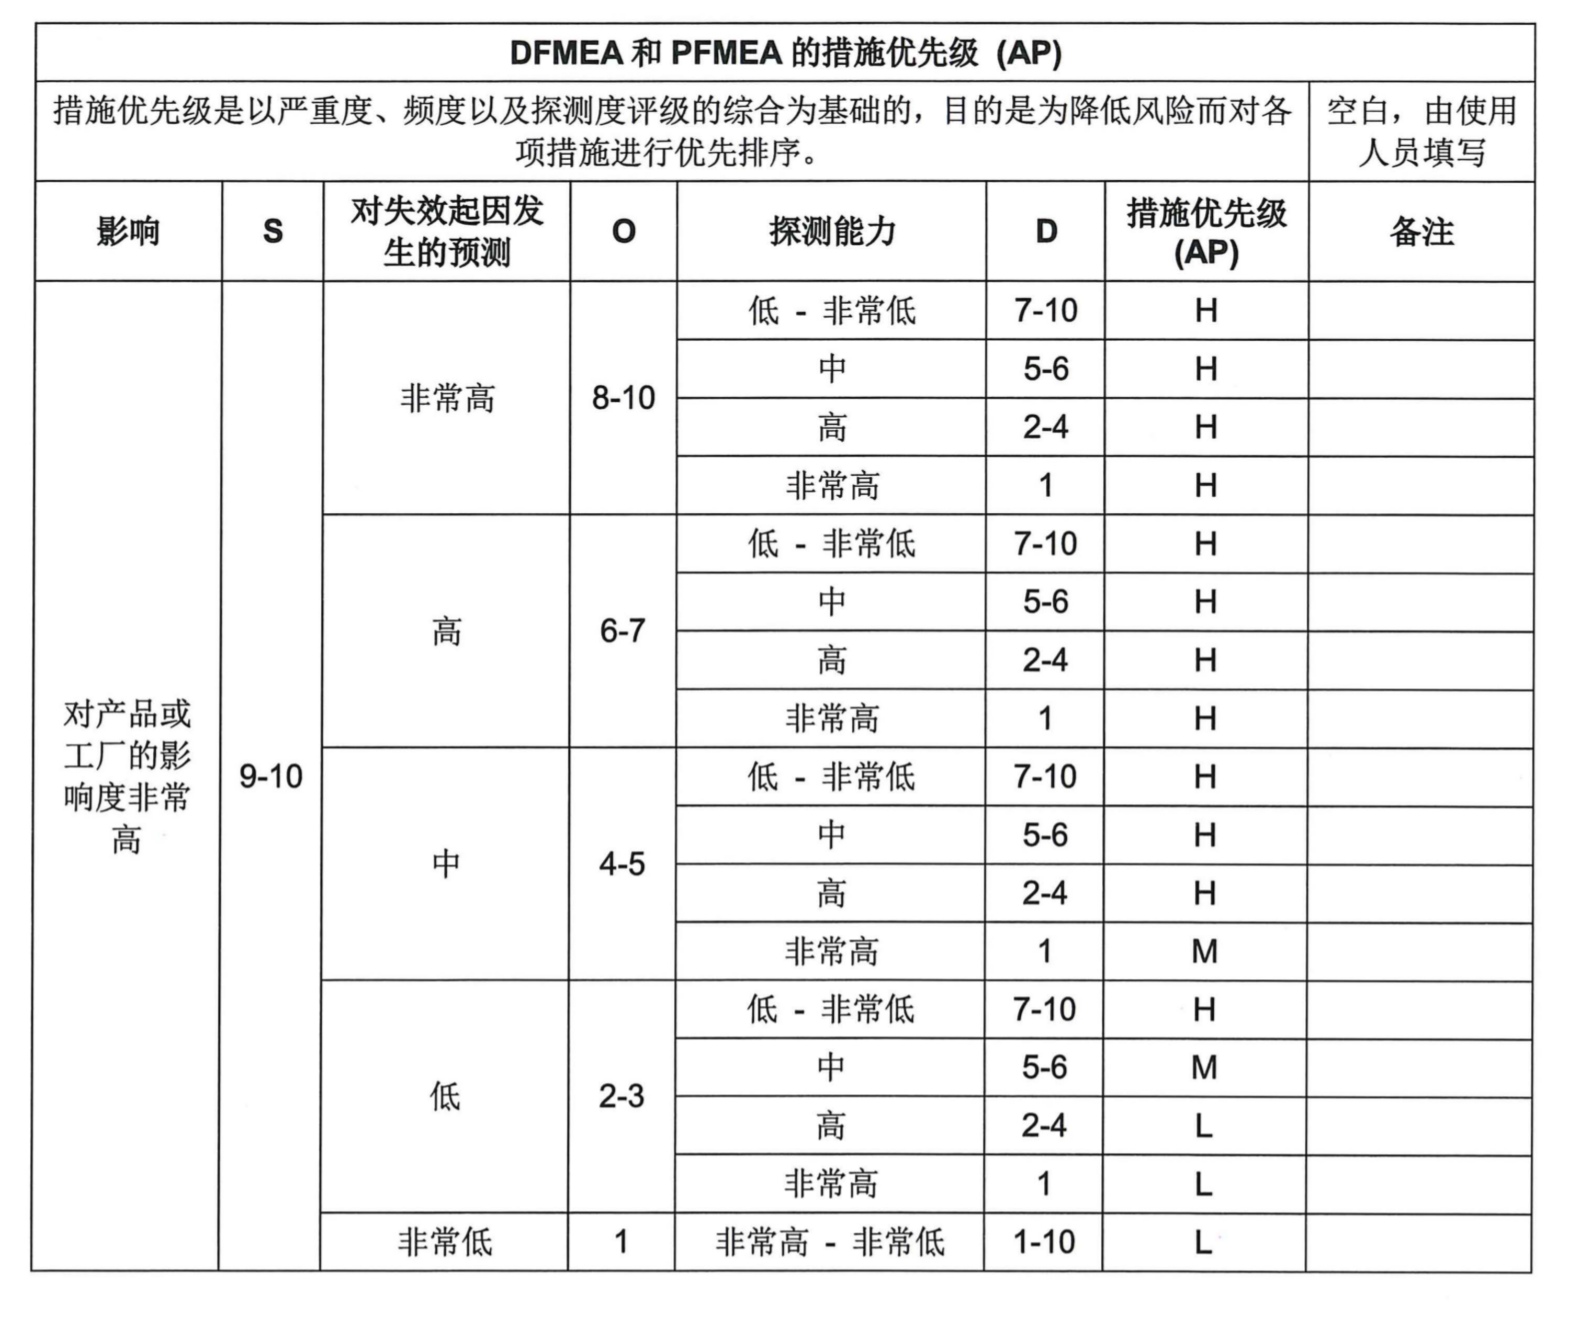 DFMEA 和 PFMEA 的措施优先级 (AP)
措施优先级是以严重度、频度以及探测度评级的综合为基础的，目的是为降低风险而对各
项措施进行优先排序。
空白，由使用
人员填写
影响
S
对失效起因发
生的预测
O
探测能力
D
措施优先级
(AP)
备注
对产品或
工厂的影
响度非常
高
9-10
非常高
8-10
低 - 非常低
7-10
H
中
5-6
H
高
2-4
H
非常高
1
H
高
6-7
低 - 非常低
7-10
H
中
5-6
H
高
2-4
H
非常高
1
H
中
4-5
低 - 非常低
7-10
H
中
5-6
H
高
2-4
H
非常高
1
M
低
2-3
低 - 非常低
7-10
H
中
5-6
M
高
2-4
L
非常高
1
L
非常低
1
非常高 - 非常低
1-10
L